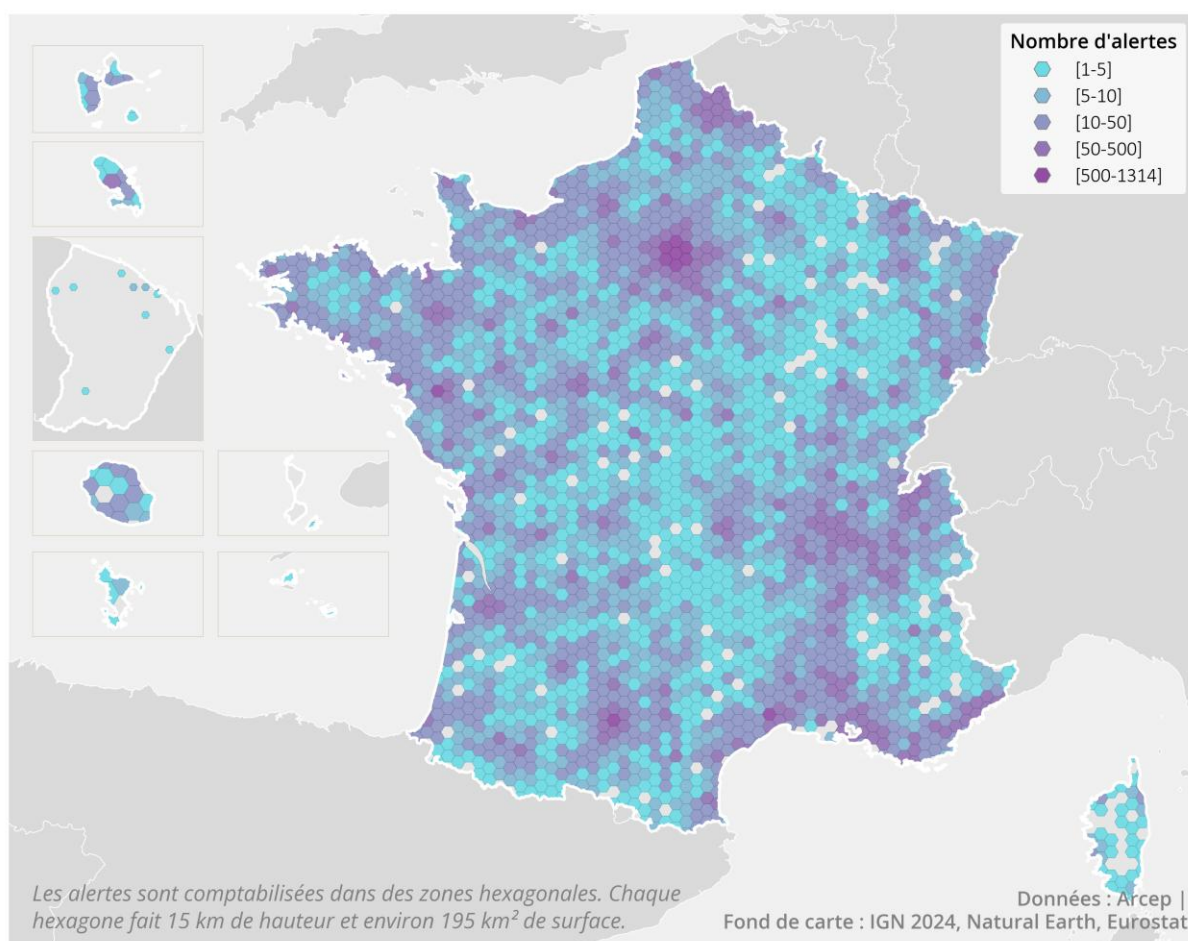 Nombre d'alertes
[1-5]
[5-10]
[10-50]
[50-500]
[500-1314]
Les alertes sont comptabilisées dans des zones hexagonales. Chaque
hexagone fait 15 km de hauteur et environ 195 km² de surface.
Données : Arcep |
Fond de carte : IGN 2024, Natural Earth, Eurostat